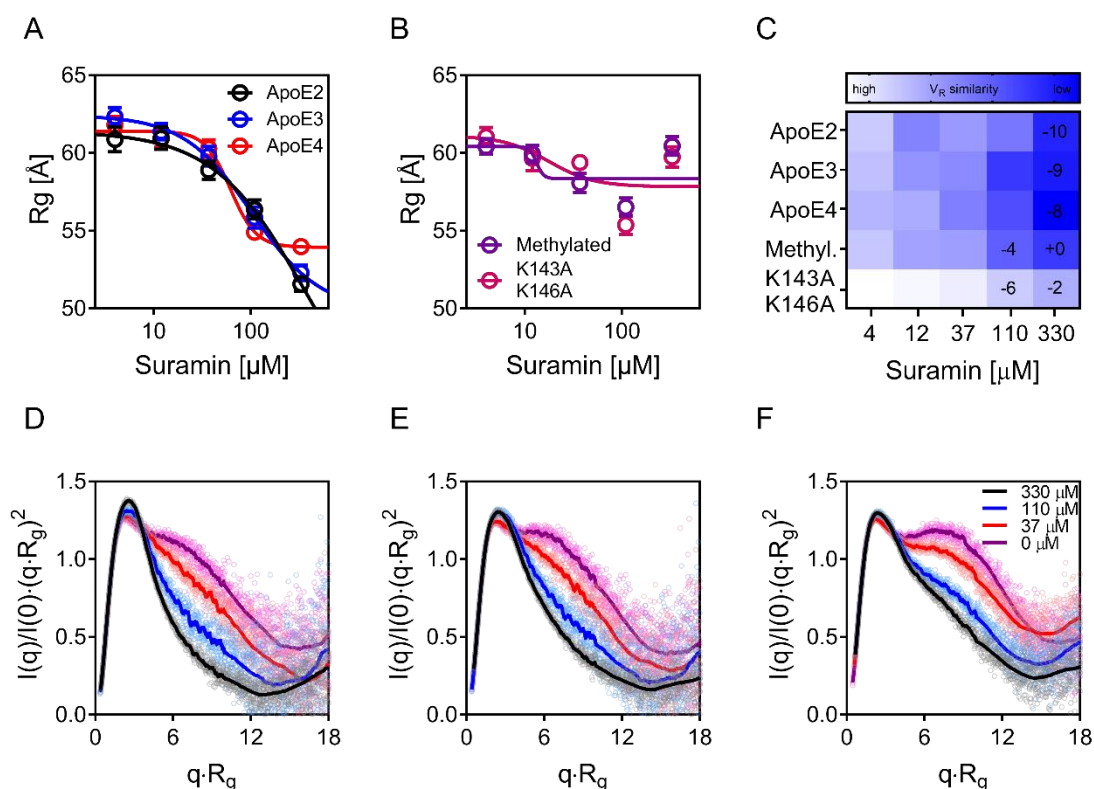 A
B
C
65
60
55
50
Rg [Å]
ApoE2
ApoE3
ApoE4
10
100
Suramin [µM]
65
60
55
50
Rg [Å]
Methylated
K143A
K146A
10
100
Suramin [µM]
high
VR similarity
low
ApoE2
-10
ApoE3
-9
ApoE4
-8
Methyl.
-4
+0
K143A
K146A
-6
-2
4
12
37
110
330
Suramin [µM]
D
E
F
1.5
1.0
0.5
0.0
I(q)/I(0)·(q·Rg)2
0
6
12
18
q·Rg
1.5
1.0
0.5
0.0
I(q)/I(0)·(q·Rg)2
0
6
12
18
q·Rg
1.5
1.0
0.5
0.0
I(q)/I(0)·(q·Rg)2
330 µM
110 µM
37 µM
0 µM
0
6
12
18
q·Rg